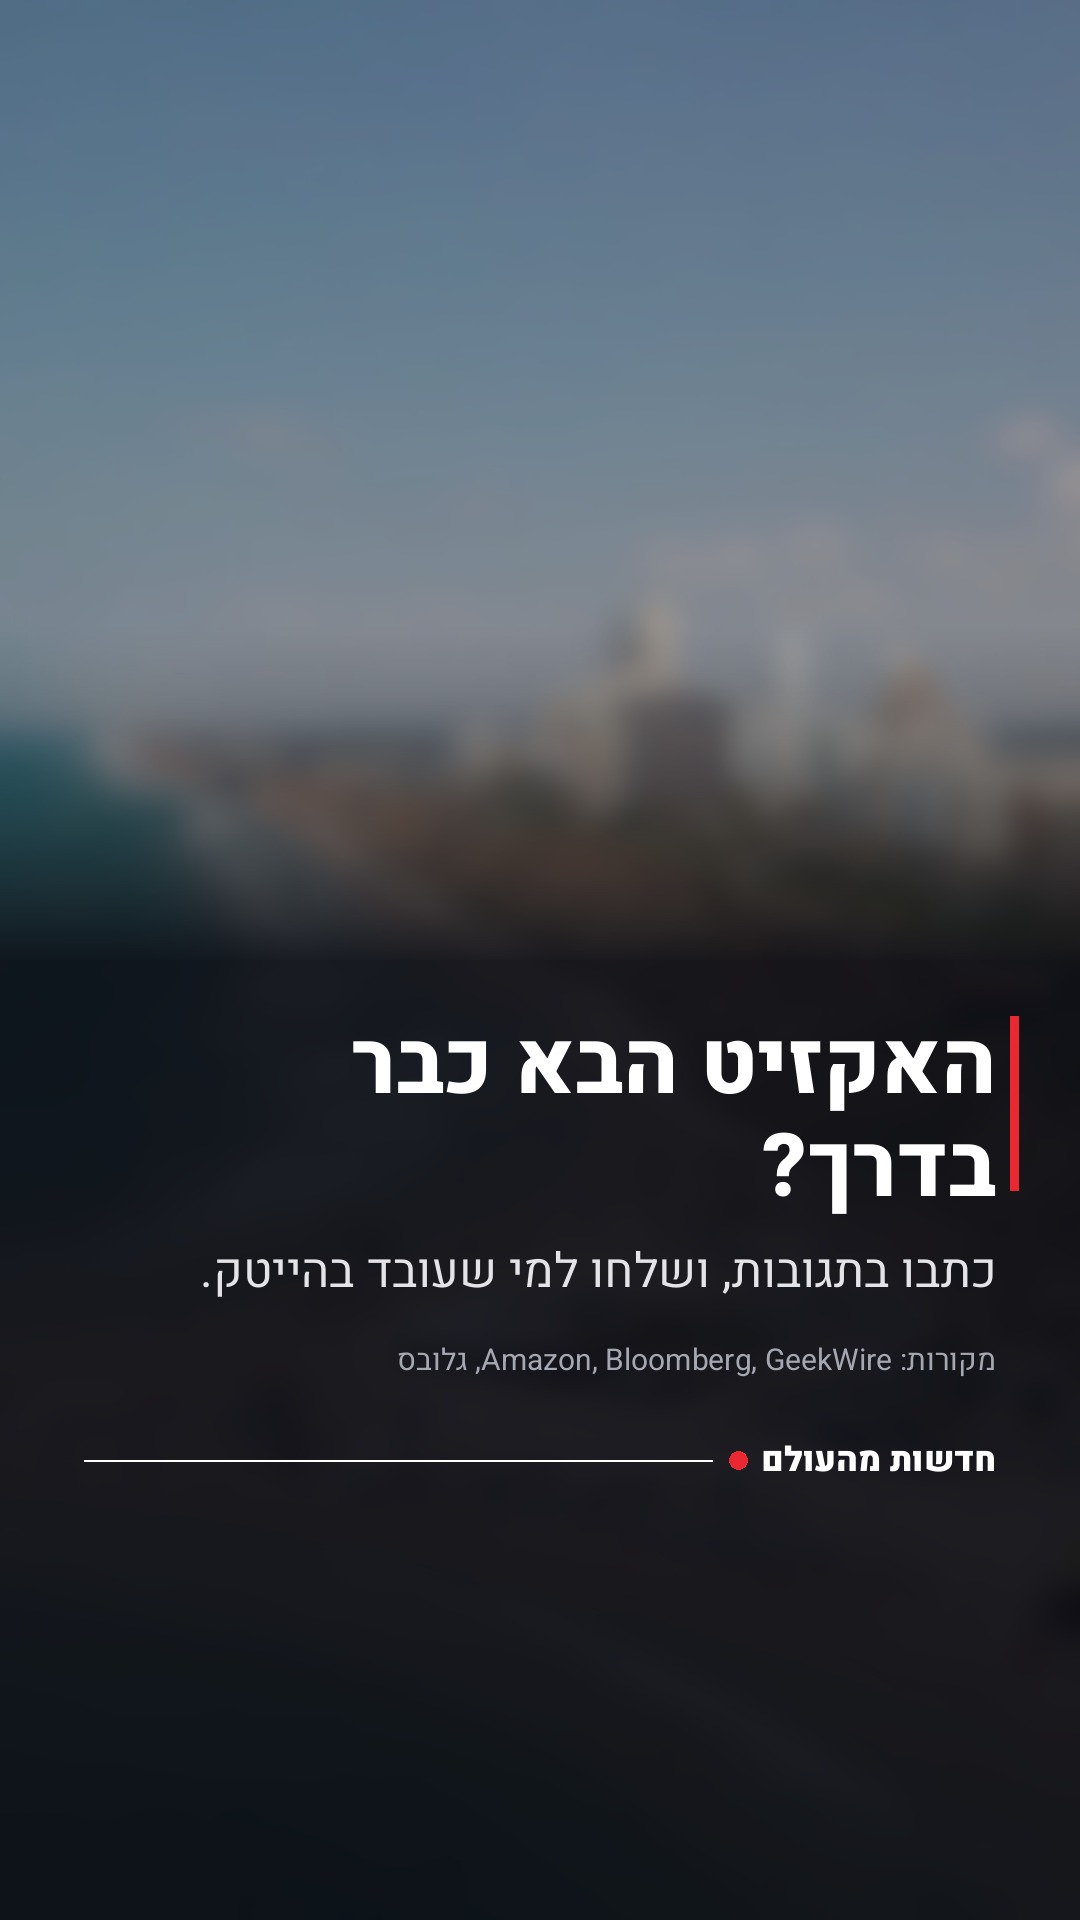 האקזיט הבא כבר
בדרך?
כתבו בתגובות, ושלחו למי שעובד בהייטק.
מקורות: Amazon, Bloomberg, GeekWire, גלובס
חדשות מהעולם